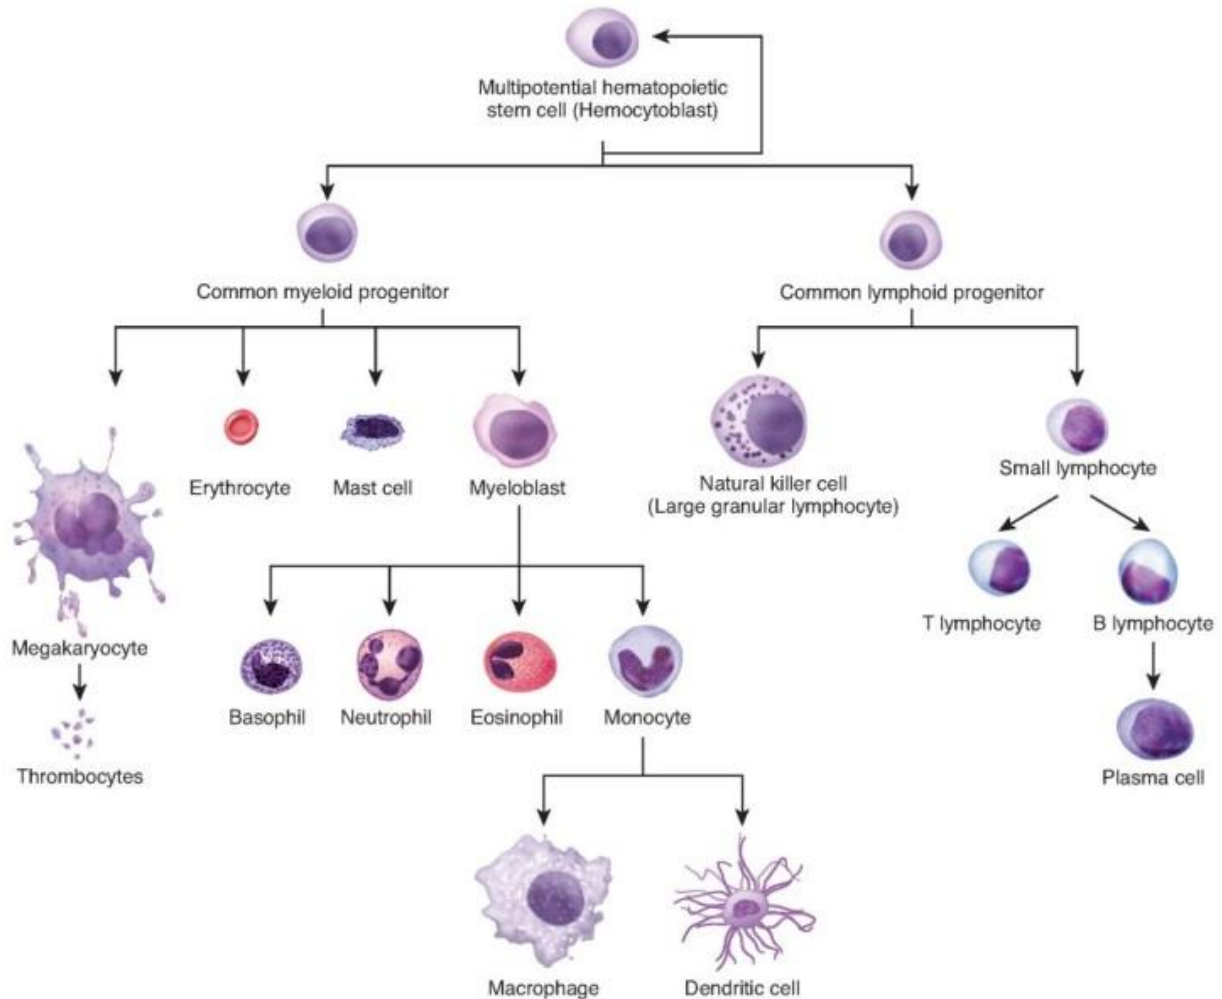 Multipotential hematopoietic
stem cell (Hemocytoblast)
Common myeloid progenitor
Common lymphoid progenitor
Erythrocyte
Mast cell
Myeloblast
Natural killer cell
(Large granular lymphocyte)
Small lymphocyte
T lymphocyte
B lymphocyte
Megakaryocyte
Basophil
Neutrophil
Eosinophil
Monocyte
Thrombocytes
Plasma cell
Macrophage
Dendritic cell